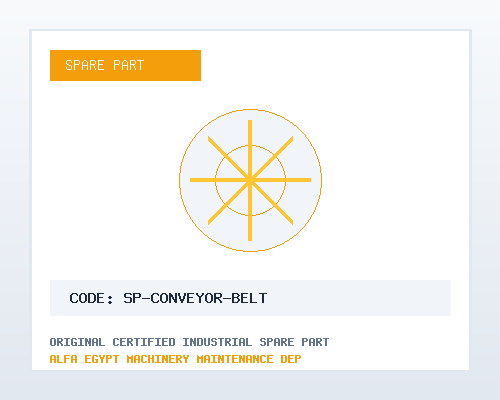 SPARE PART
CODE: SP-CONVEYOR-BELT
ORIGINAL CERTIFIED INDUSTRIAL SPARE PART
ALFA EGYPT MACHINERY MAINTENANCE DEP